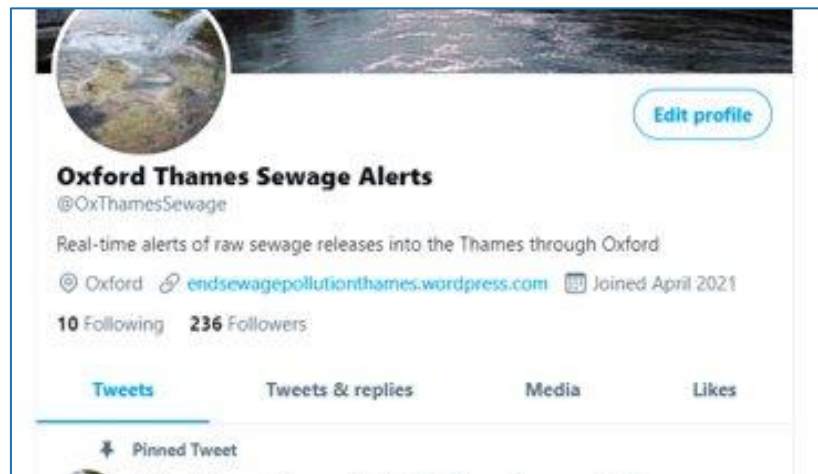 Edit profile
Oxford Thames Sewage Alerts
@OxThamesSewage
Real-time alerts of raw sewage releases into the Thames through Oxford
Oxford endsewagepollutionthames.wordpress.com Joined April 2021
10 Following 236 Followers
Tweets Tweets & replies Media Likes
Pinned Tweet